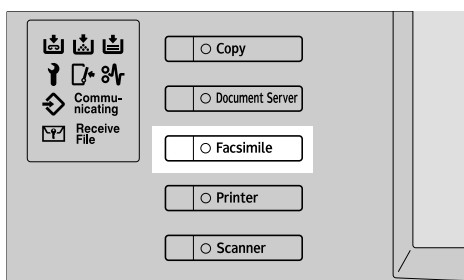 Copy
Commu-
nicating
Document Server
Receive
File
Facsimile
Printer
Scanner